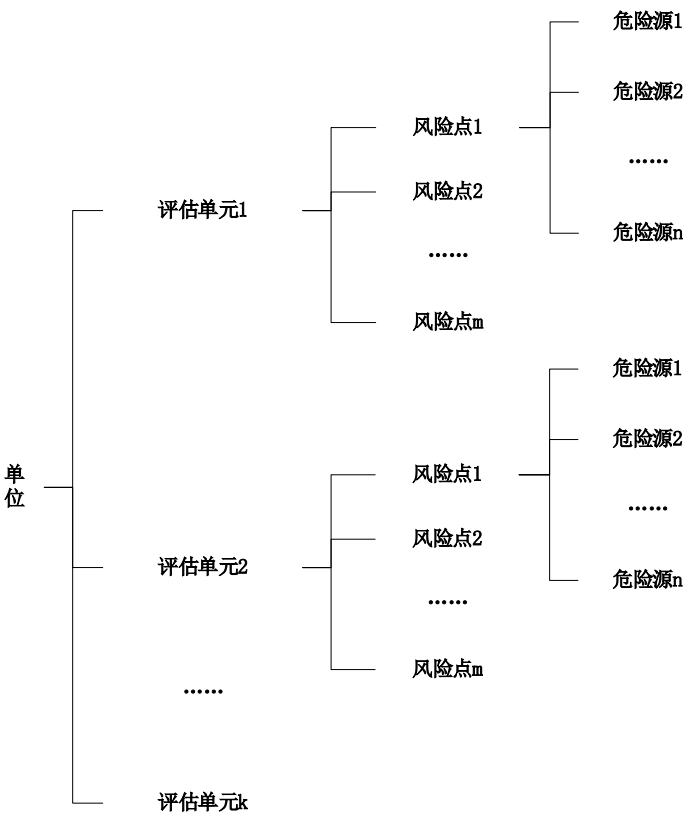 危险源1
危险源2
风险点1
……
风险点2
评估单元1
危险源n
……
风险点m
危险源1
危险源2
单位
风险点1
……
风险点2
评估单元2
危险源n
……
风险点m
……
评估单元k